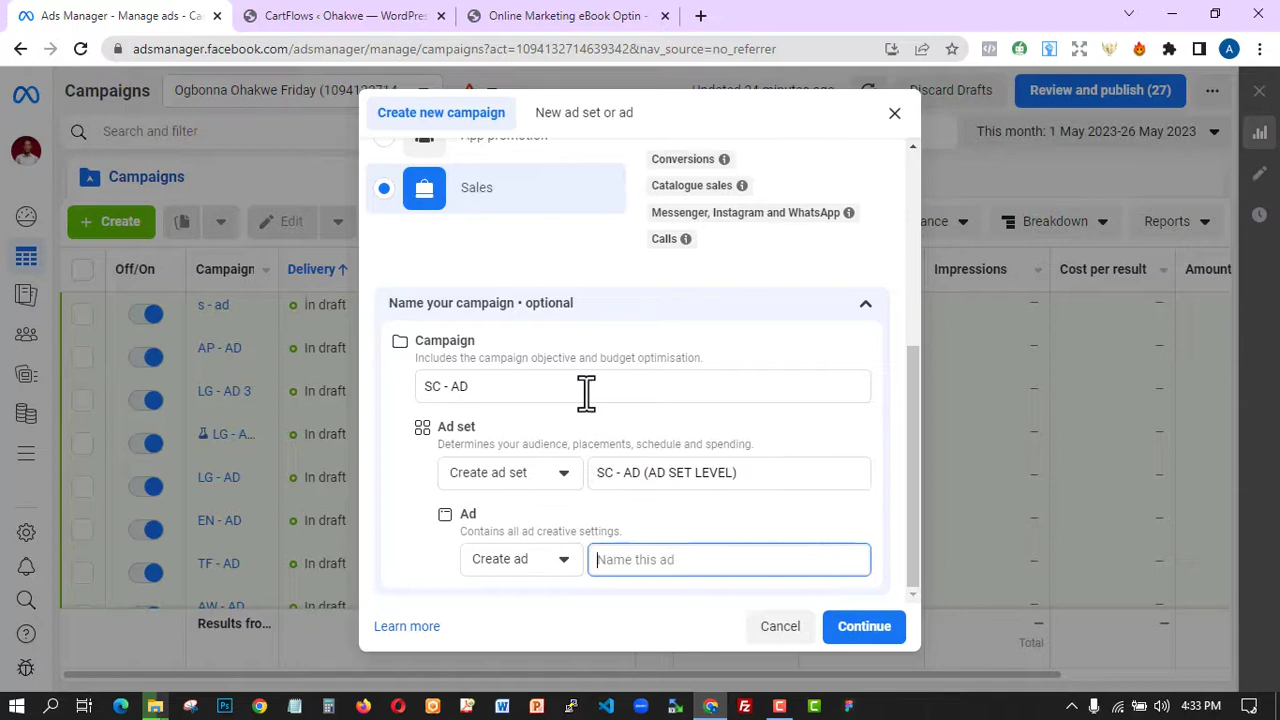 Ads Manager - Manage ads - Ca
CartFlows ‹ Ohakwe — WordPres
Online Marketing eBook Optin -
adsmanager.facebook.com/adsmanager/manage/campaigns?act=109413271463934​2&nav_source=no_referrer
A
Campaigns
Updated 24 minutes ago
Discard Drafts
Review and publish (27)
Create new campaign
New ad set or ad
Search and filter
This month: 1 May 2023-26 May 2023
App promotion
Conversions
Campaigns
Sales
Catalogue sales
Messenger, Instagram and WhatsApp
+ Create
Edit
Breakdown
Reports
Calls
Off/On
Campaign
Delivery ↑
Impressions
Cost per result
Amount
Name your campaign • optional
s - ad
In draft
Campaign
Includes the campaign objective and budget optimisation.
AP - AD
In draft
SC - AD
LG - AD 3
In draft
Ad set
LG - A...
In draft
Determines your audience, placements, schedule and spending.
Create ad set
SC - AD (AD SET LEVEL)
LG - AD
In draft
Ad
EN - AD
In draft
Contains all ad creative settings.
Create ad
Name this ad
TF - AD
In draft
AW - AD
In draft
Results fro...
Learn more
Cancel
Continue
Total
4:33 PM